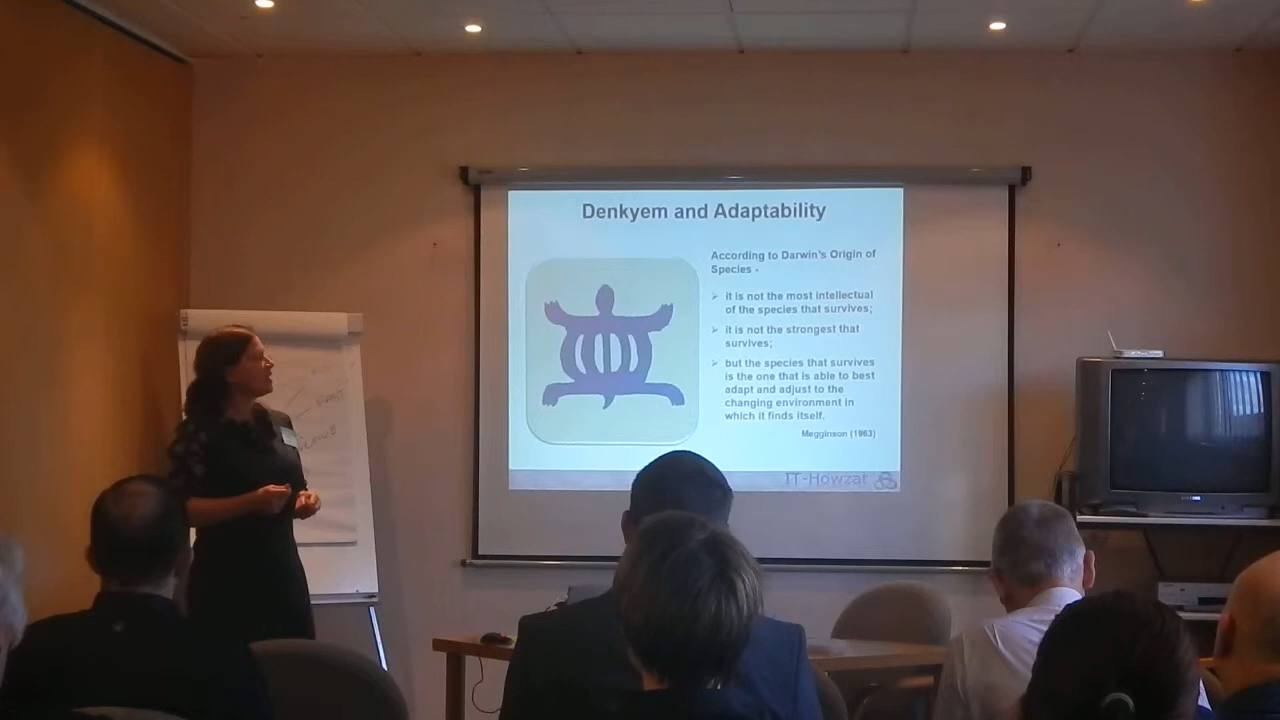 Denkyem and Adaptability
According to Darwin's Origin of
Species -
➢ it is not the most intellectual
of the species that survives;
➢ it is not the strongest that
survives;
➢ but the species that survives
is the one that is able to best
adapt and adjust to the
changing environment in
which it finds itself.
Megginson (1963)
IT-Howzat